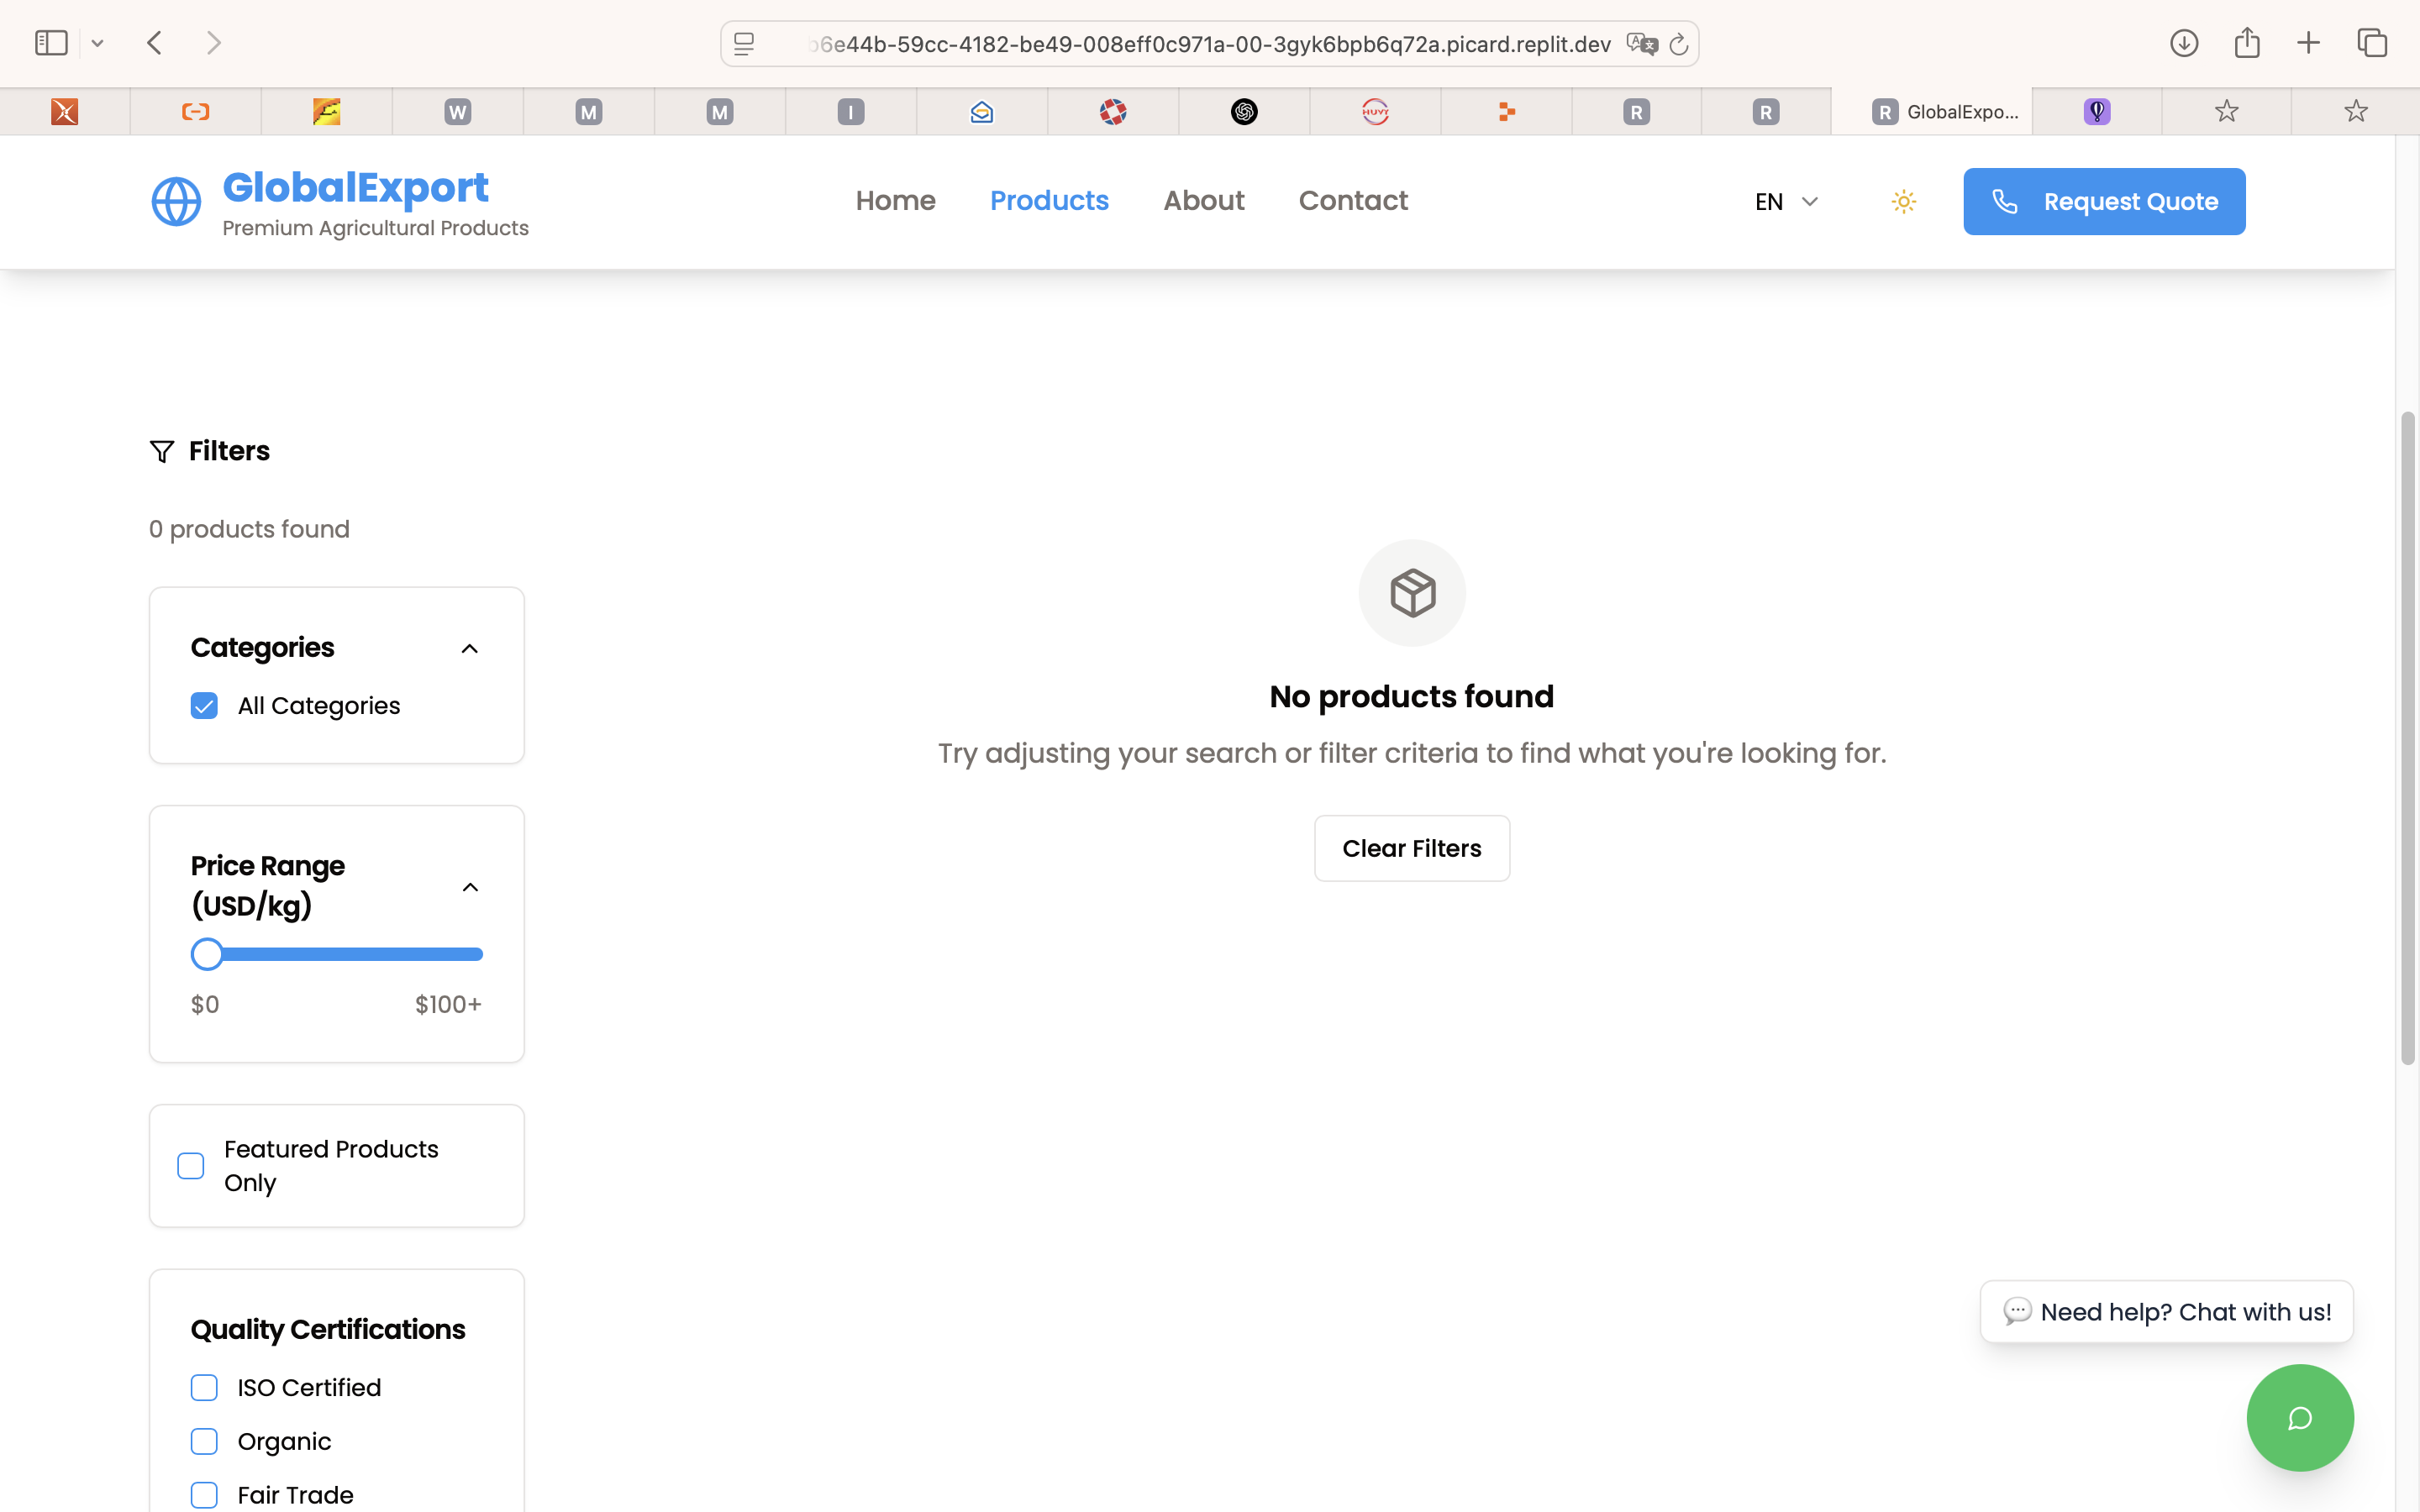 b6e44b-59cc-4182-be49-008eff0c971a-00-3gyk6bpb6q72a.picard.replit.dev
W
M
M
I
HUYT
R
R
R GlobalExpo...
GlobalExport
Premium Agricultural Products
Home
Products
About
Contact
EN
Request Quote
Filters
0 products found
Categories
All Categories
Price Range
(USD/kg)
$0
$100+
Featured Products
Only
Quality Certifications
ISO Certified
Organic
Fair Trade
No products found
Try adjusting your search or filter criteria to find what you're looking for.
Clear Filters
💬 Need help? Chat with us!